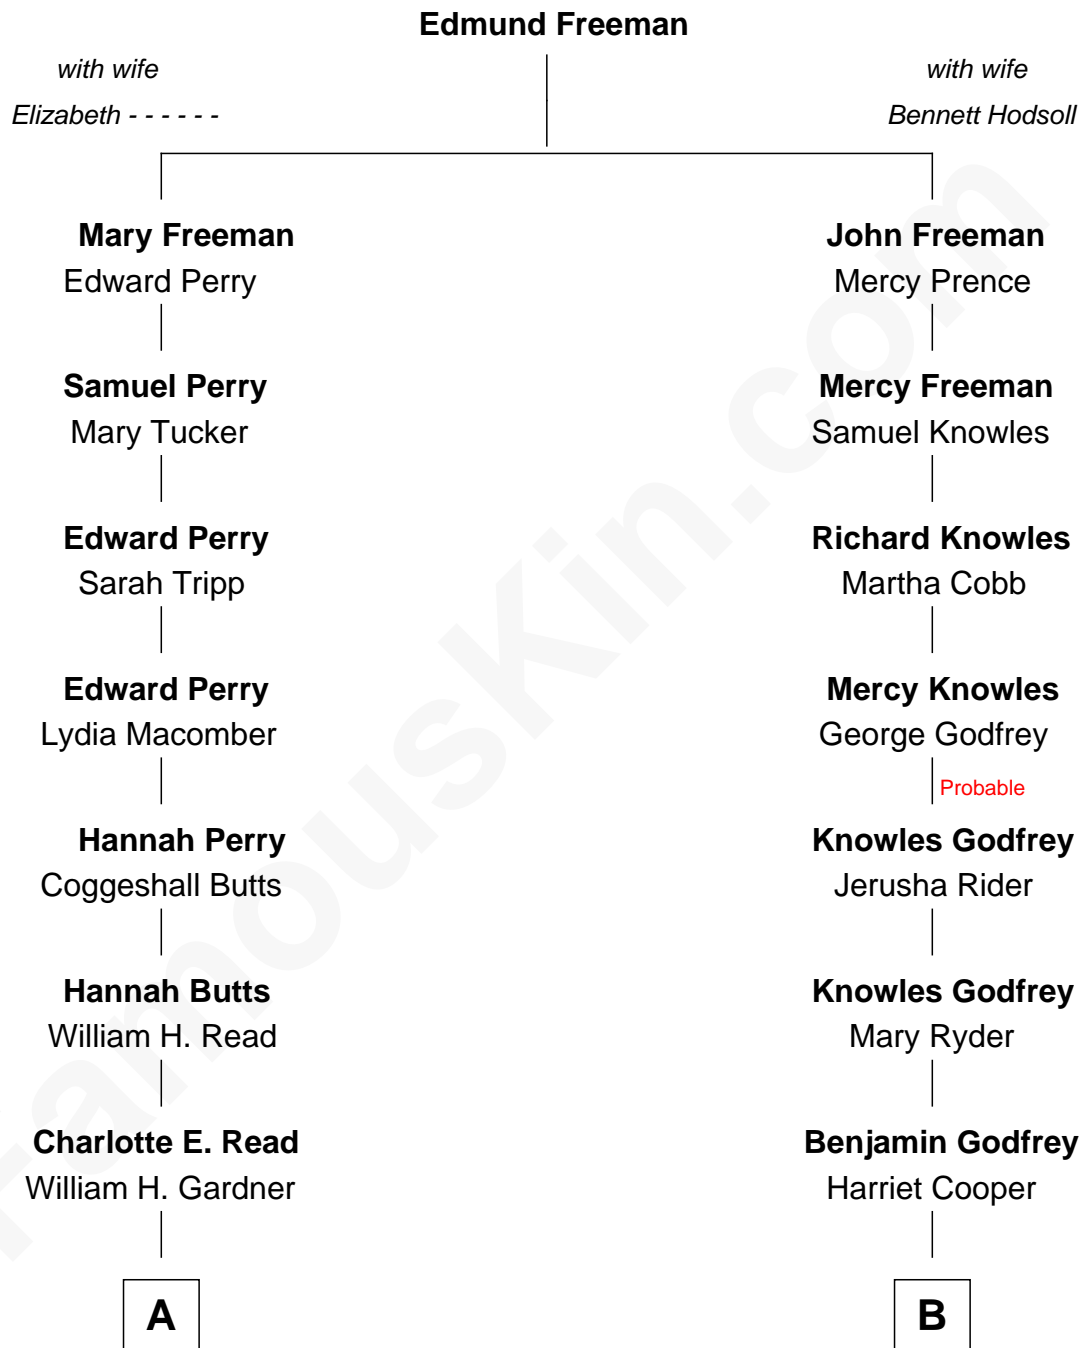 Edmund Freeman
with wife
Elizabeth - - - - - -
with wife
Bennett Hodsoll
Mary Freeman
Edward Perry
John Freeman
Mercy Prence
Samuel Perry
Mary Tucker
Mercy Freeman
Samuel Knowles
Edward Perry
Sarah Tripp
Richard Knowles
Martha Cobb
Edward Perry
Lydia Macomber
Mercy Knowles
George Godfrey
Probable
Hannah Perry
Coggeshall Butts
Knowles Godfrey
Jerusha Rider
Hannah Butts
William H. Read
Knowles Godfrey
Mary Ryder
Charlotte E. Read
William H. Gardner
Benjamin Godfrey
Harriet Cooper
A
B
FamousKin.com